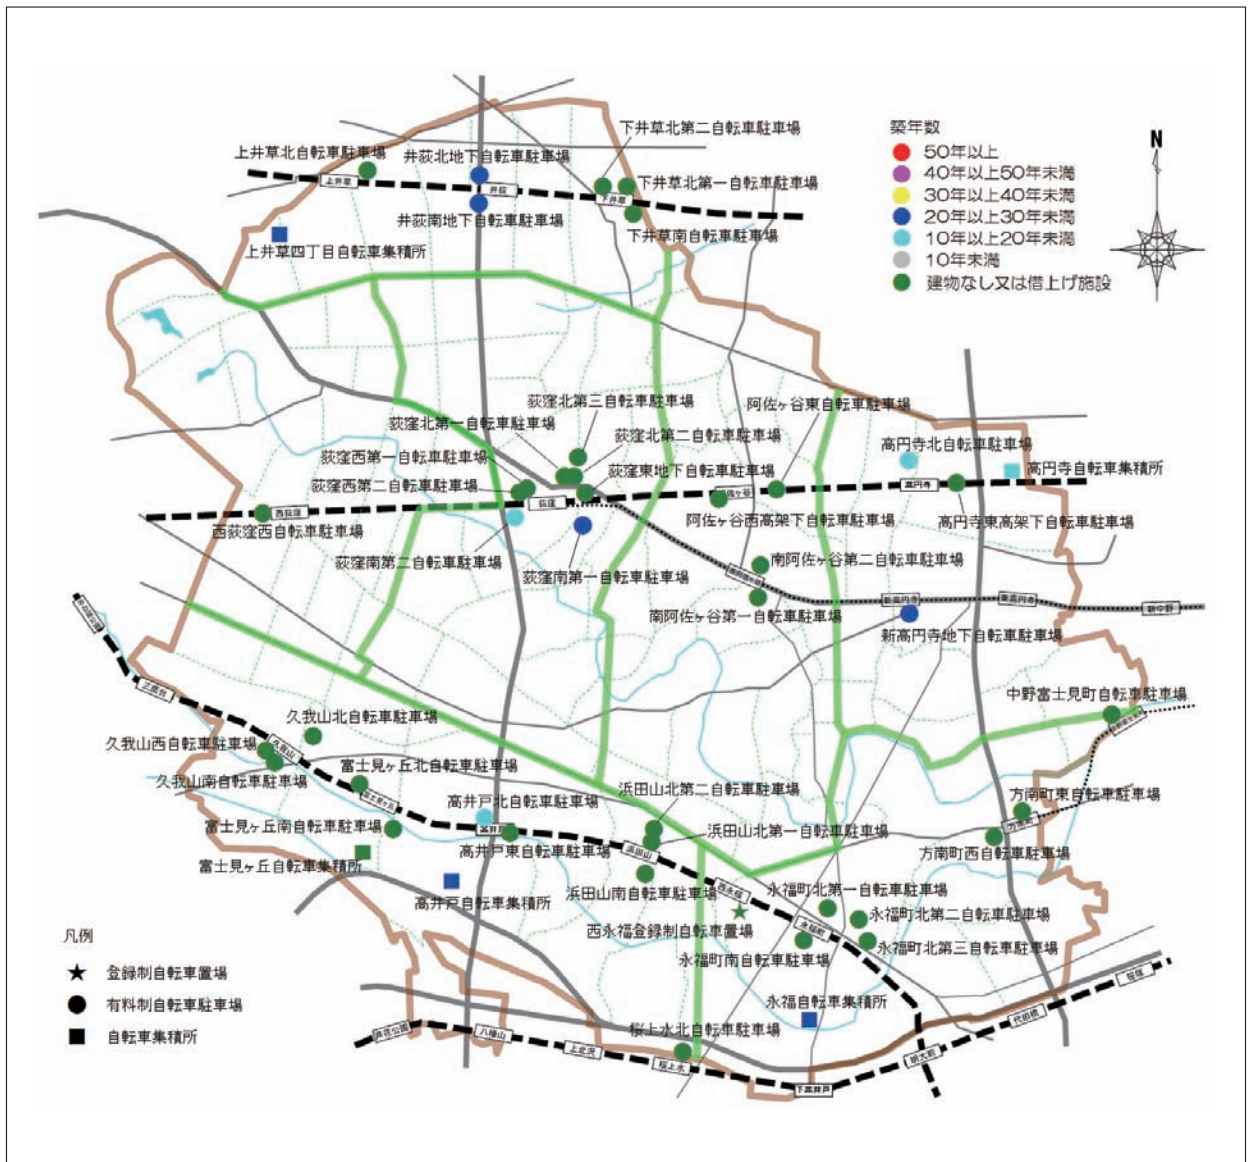 下井草北第二自転車駐車場
築年数
50年以上
40年以上50年未満
30年以上40年未満
20年以上30年未満
10年以上20年未満
10年未満
建物なし又は借上げ施設
N
上井草北自転車駐車場
井荻北地下自転車駐車場
下井草北第一自転車駐車場
上井草
井荻
下井草
井荻南地下自転車駐車場
下井草南自転車駐車場
上井草四丁目自転車集積所
荻窪北第三自転車駐車場
阿佐ヶ谷東自転車駐車場
荻窪北第一自転車駐車場
荻窪北第二自転車駐車場
高円寺北自転車駐車場
荻窪西第一自転車駐車場
荻窪東地下自転車駐車場
高円寺自転車集積所
荻窪西第二自転車駐車場
佐ヶ谷
高円寺
荻窪
西荻窪
西荻窪西自転車駐車場
阿佐ヶ谷西高架下自転車駐車場
高円寺東高架下自転車駐車場
荻窪南第二自転車駐車場
荻窪南第一自転車駐車場
南阿佐ヶ谷第二自転車駐車場
南阿佐ヶ谷第一自転車駐車場
新高円寺
東高円寺
新中野
新高円寺地下自転車駐車場
三鷹台
中野富士見町自転車駐車場
久我山北自転車駐車場
久我山西自転車駐車場
久我山
久我山南自転車駐車場
富士見ヶ丘北自転車駐車場
浜田山北第二自転車駐車場
富士見ヶ丘
高井戸北自転車駐車場
方南町東自転車駐車場
富士見ヶ丘南自転車駐車場
浜田山北第一自転車駐車場
方南町
高井戸東自転車駐車場
浜田山
方南町西自転車駐車場
富士見ヶ丘自転車集積所
高井戸自転車集積所
浜田山南自転車駐車場
西永福
永福町北第一自転車駐車場
永福町北第二自転車駐車場
西永福登録制自転車置場
永福町
永福町北第三自転車駐車場
永福町南自転車駐車場
凡例
登録制自転車置場
有料制自転車駐車場
自転車集積所
永福自転車集積所
笹塚
代田橋
桜上水北自転車駐車場
芦花公園
八幡山
上北沢
桜上水
明大前
下高井戸